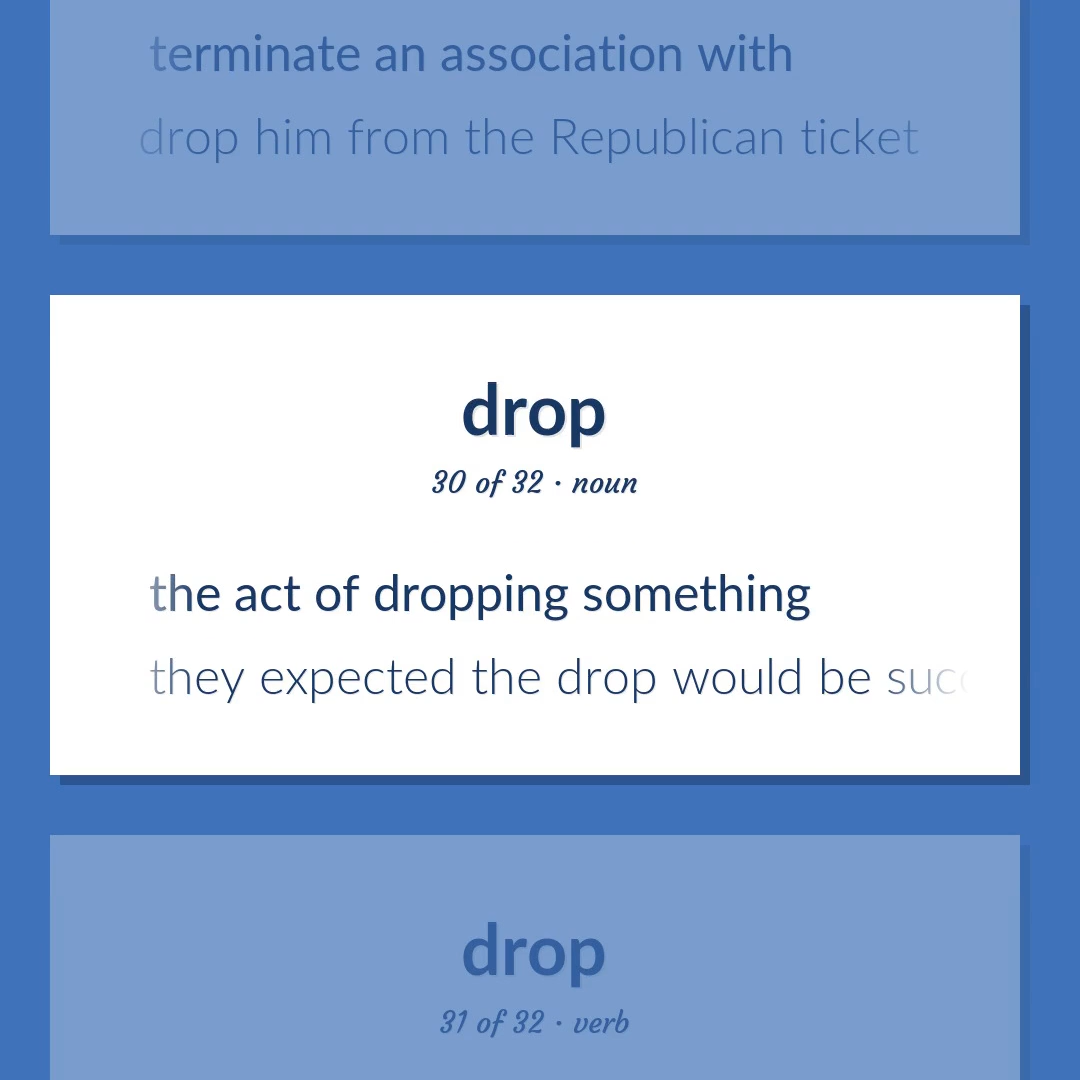 terminate an association with
drop him from the Republican ticket
drop
30 of 32 · noun
the act of dropping something
they expected the drop would be
drop
31 of 32 · verb